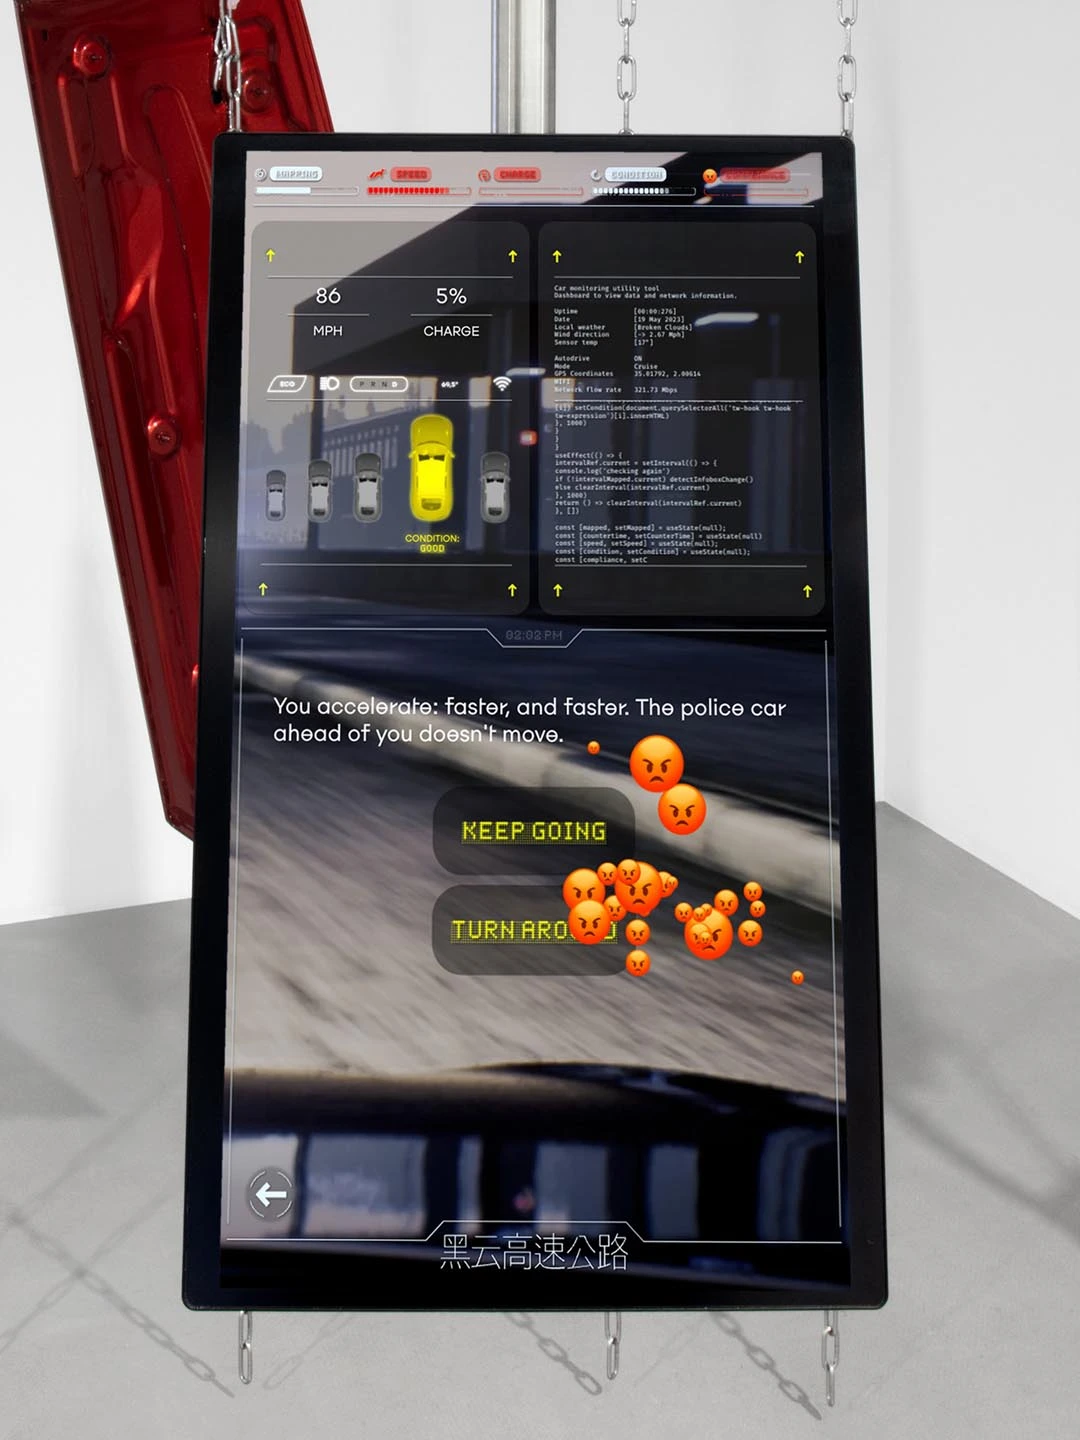 MAPPING
SPEED
CHARGE
CONDITION
COMPLIANCE
86
MPH
5%
CHARGE
ECO
P R N D
69,5°
CONDITION:
GOOD
Car monitoring utility tool
Dashboard to view data and network information.
Uptime [00:00:276]
Date [19 May 2023]
Local weather [Broken Clouds]
Wind direction [-> 2.67 Mph]
Sensor temp [17°]
Autodrive ON
Mode Cruise
GPS Coordinates 35.01792, 2.00614
WIFI
Network flow rate 321.73 Mbps
[i]) setCondition(document.querySelectorAll('tw-hook tw-hook
tw-expression')[i].innerHTML)
}, 1000)
}
}
}
useEffect(() => {
intervalRef.current = setInterval(() => {
console.log('checking again')
if (!intervalMapped.current) detectInfoboxChange()
else clearInterval(intervalRef.current)
}, 1000)
return () => clearInterval(intervalRef.current)
}, [])
const [mapped, setMapped] = useState(null);
const [countertime, setCounterTime] = useState(null)
const [speed, setSpeed] = useState(null);
const [condition, setCondition] = useState(null);
const [compliance, setC
02:02 PM
You accelerate: faster, and faster. The police car
ahead of you doesn't move.
KEEP GOING
TURN ARO
黑云高速公路